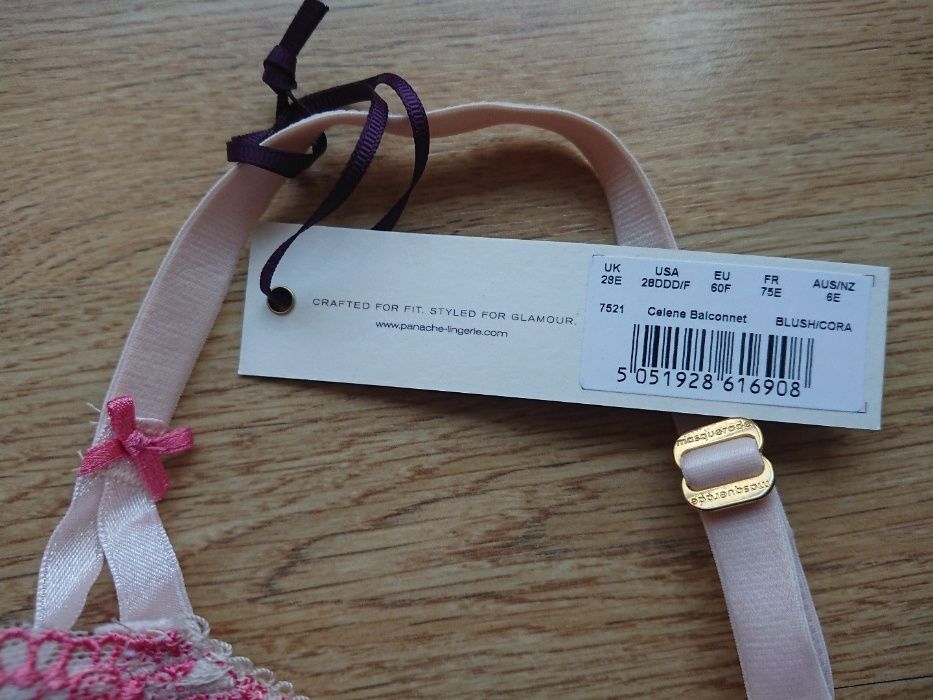 CRAFTED FOR FIT. STYLED FOR GLAMOUR.
www.panache-lingerie.com
UK USA EU FR AUS/NZ
28E 28DDD/F 60F 75E 6E
7521 Celene Balconnet BLUSH/CORA
5 051928 616908
masquerade
masquerade